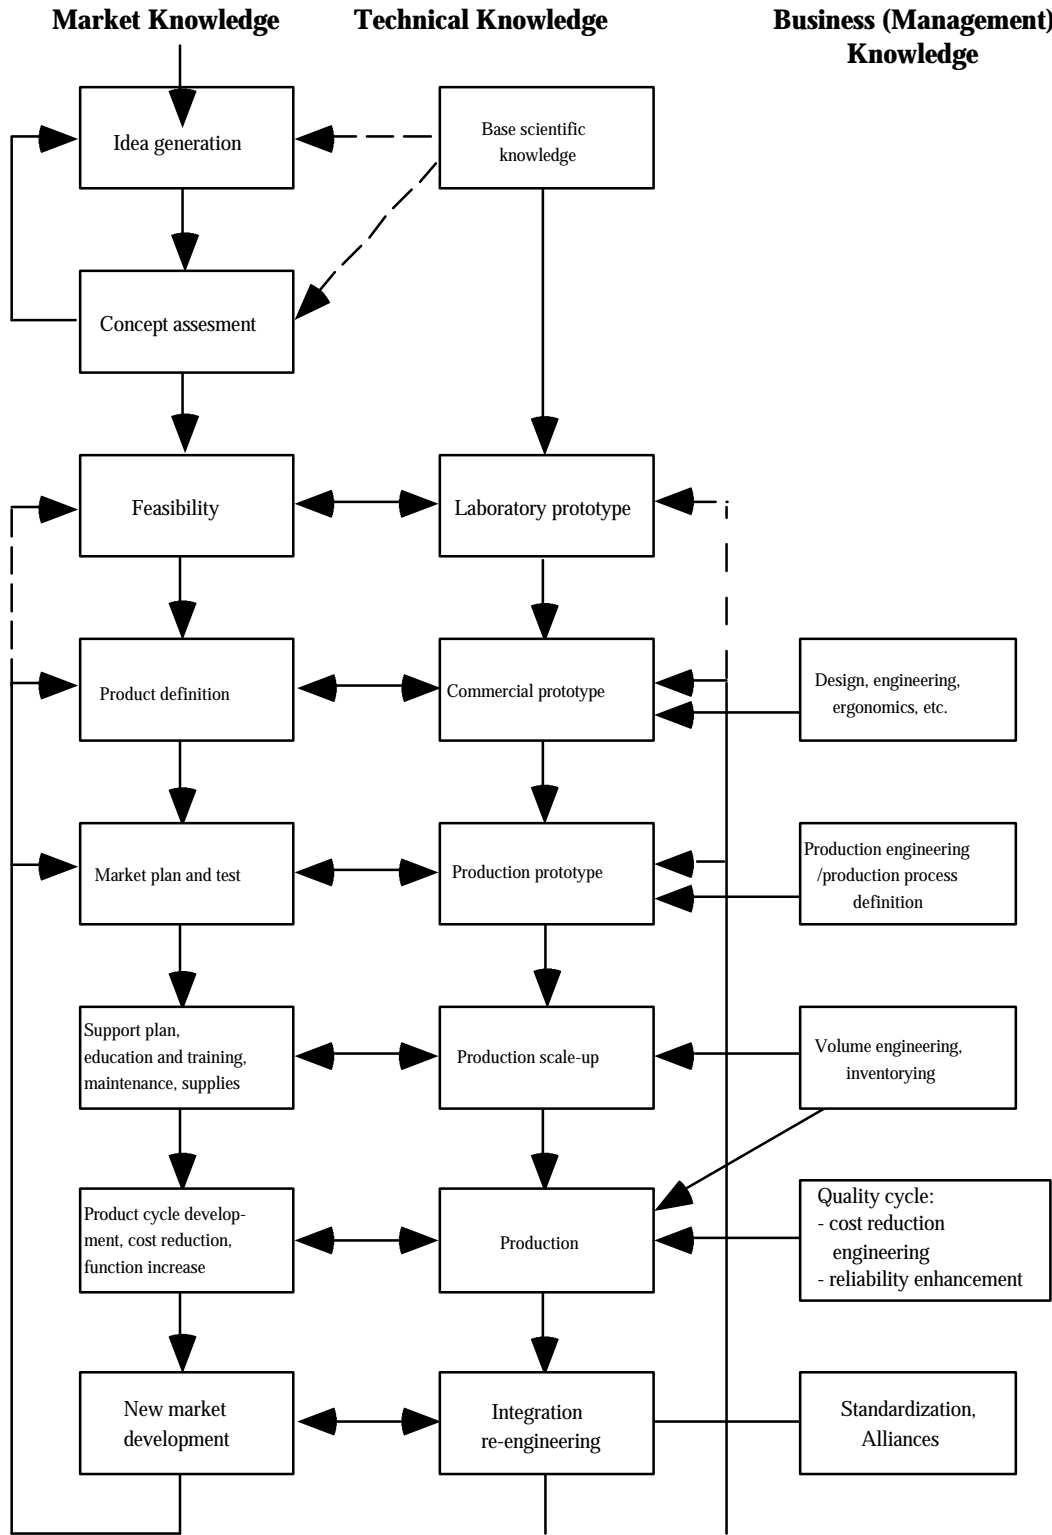 Market Knowledge
Technical Knowledge
Business (Management)
Knowledge
Idea generation
Base scientific
knowledge
Concept assesment
Feasibility
Laboratory prototype
Product definition
Commercial prototype
Design, engineering,
ergonomics, etc.
Market plan and test
Production prototype
Production engineering
/production process
definition
Support plan,
education and training,
maintenance, supplies
Production scale-up
Volume engineering,
inventorying
Product cycle develop-
ment, cost reduction,
function increase
Production
Quality cycle:
- cost reduction
engineering
- reliability enhancement
New market
development
Integration
re-engineering
Standardization,
Alliances